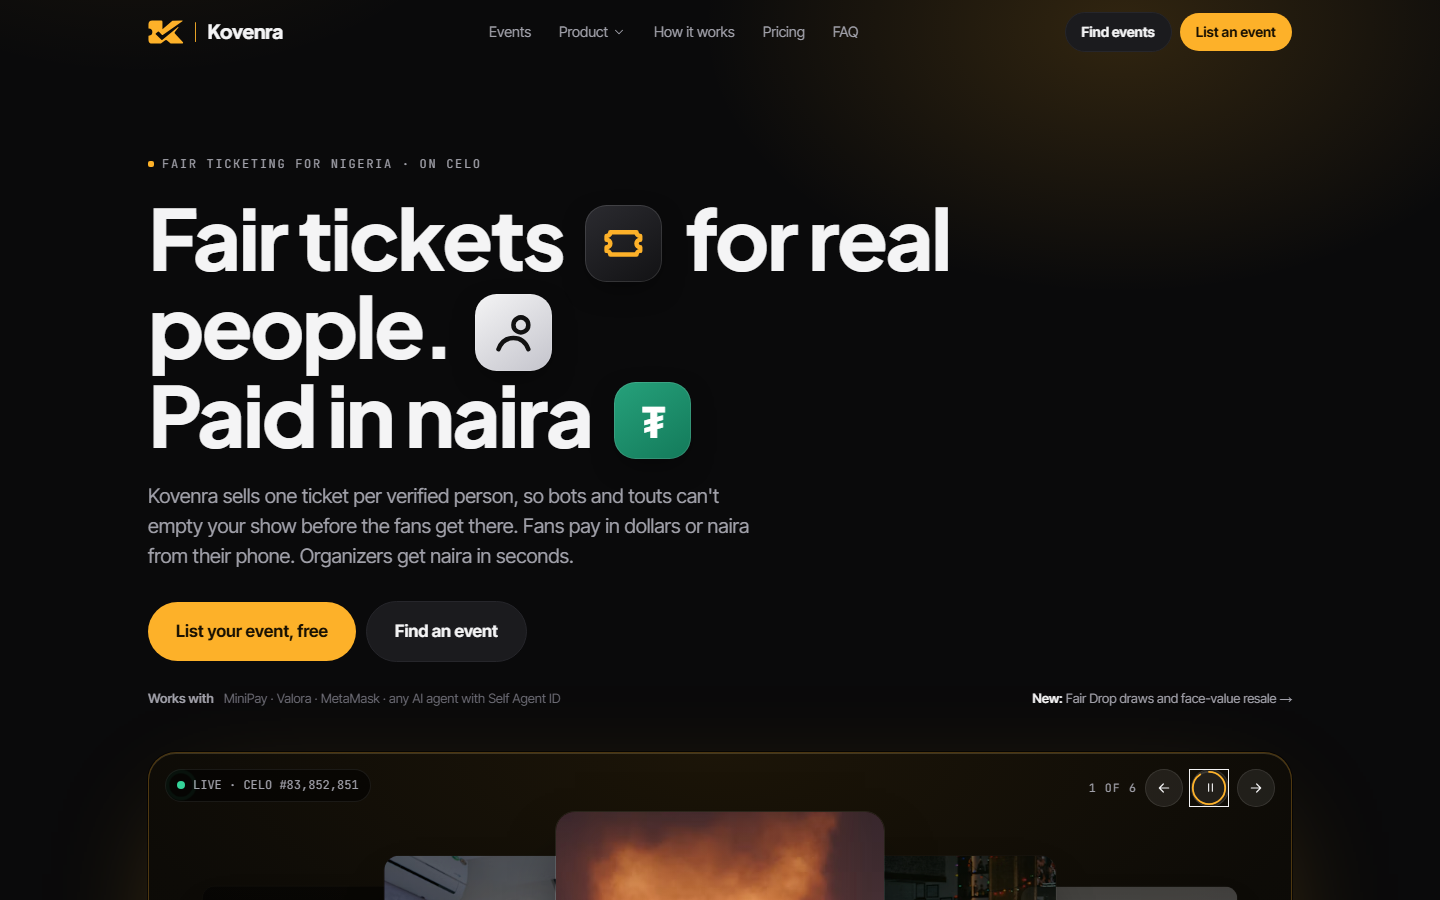 Kovenra
Events Product How it works Pricing FAQ
Find events List an event
FAIR TICKETING FOR NIGERIA · ON CELO
Fair tickets for real
people.
Paid in naira ₮
Kovenra sells one ticket per verified person, so bots and touts can't
empty your show before the fans get there. Fans pay in dollars or naira
from their phone. Organizers get naira in seconds.
List your event, free Find an event
Works with MiniPay · Valora · MetaMask · any AI agent with Self Agent ID
New: Fair Drop draws and face-value resale →
LIVE · CELO #83,852,851
1 OF 6